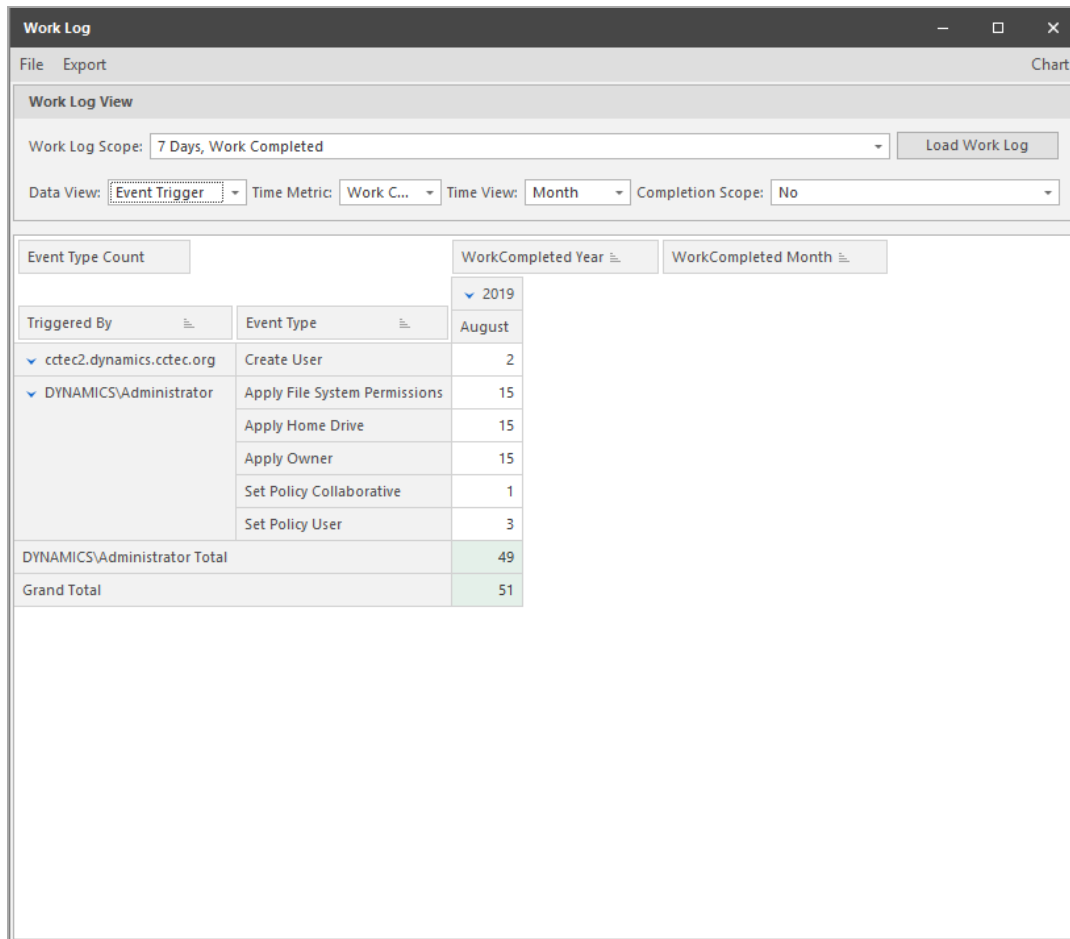 Work Log
File Export Chart
Work Log View
Work Log Scope: 7 Days, Work Completed Load Work Log
Data View: Event Trigger Time Metric: Work C... Time View: Month Completion Scope: No
Event Type Count WorkCompleted Year WorkCompleted Month
2019
Triggered By Event Type August
cctec2.dynamics.cctec.org Create User 2
DYNAMICS\Administrator Apply File System Permissions 15
Apply Home Drive 15
Apply Owner 15
Set Policy Collaborative 1
Set Policy User 3
DYNAMICS\Administrator Total 49
Grand Total 51